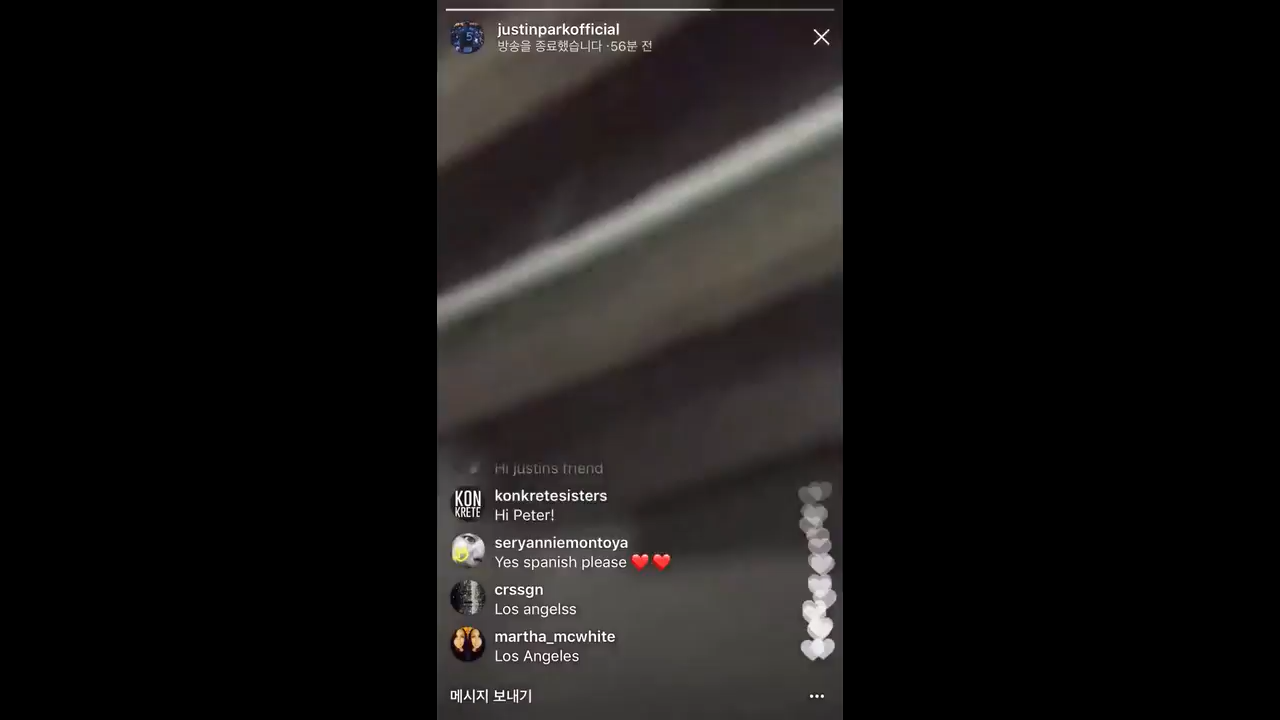 justinparkofficial
방송을 종료했습니다 ·56분 전
5
Hi justins friend
KON
KRETE
konkretesisters
Hi Peter!
seryanniemontoya
Yes spanish please ❤️ ❤️
crssgn
Los angelss
martha_mcwhite
Los Angeles
메시지 보내기